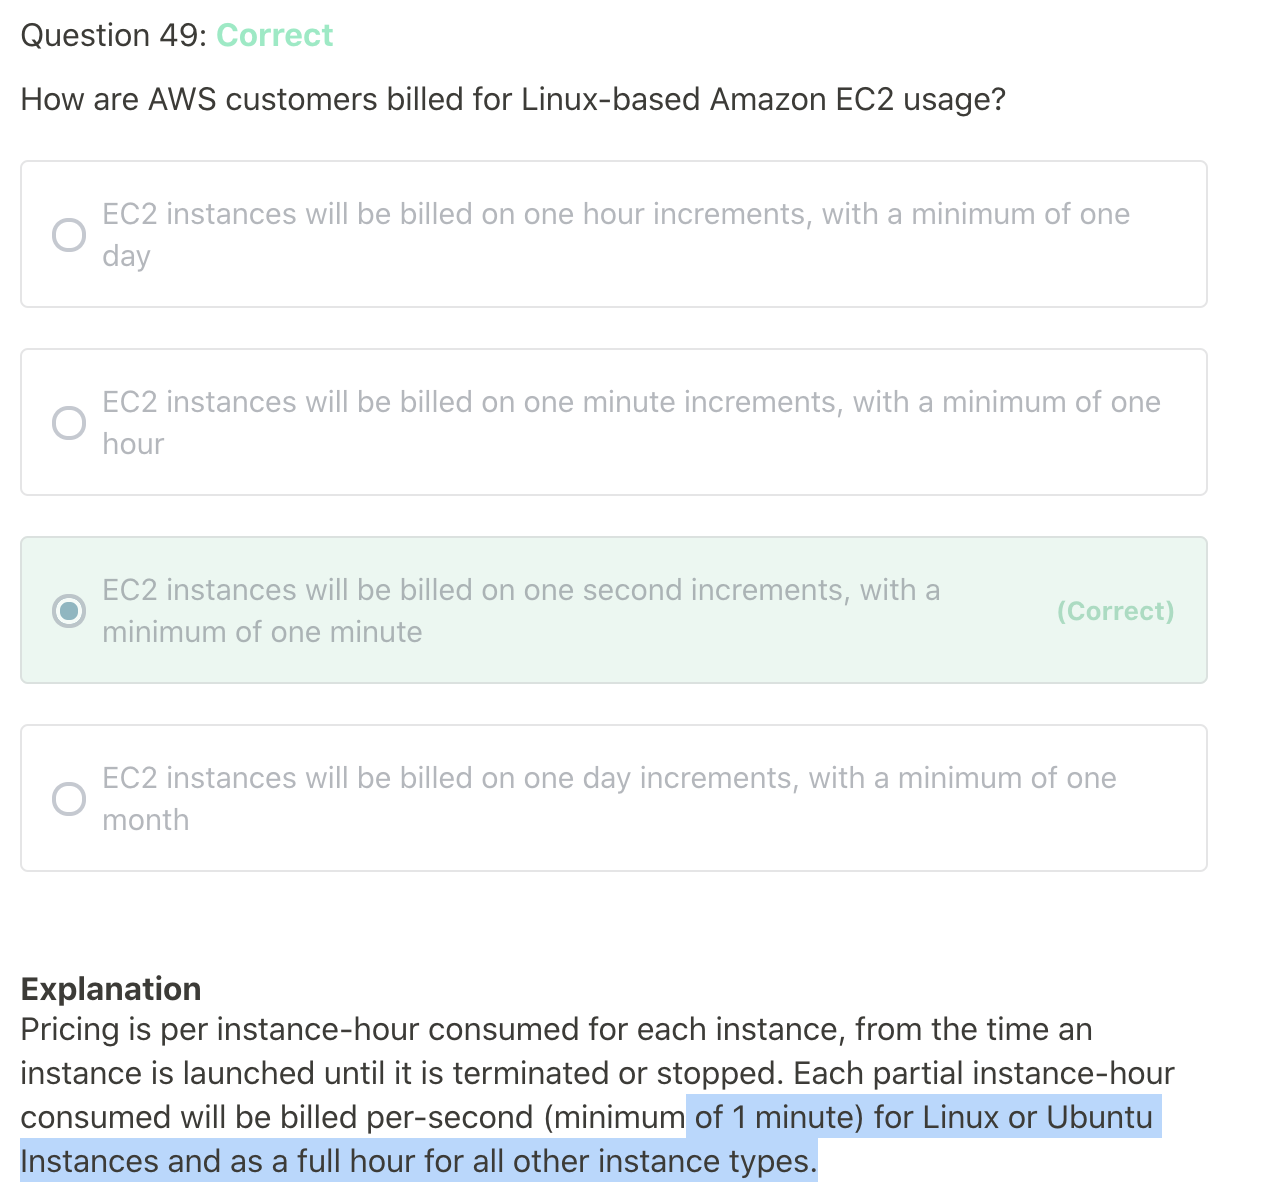 Question 49: Correct
How are AWS customers billed for Linux-based Amazon EC2 usage?
EC2 instances will be billed on one hour increments, with a minimum of one
day
EC2 instances will be billed on one minute increments, with a minimum of one
hour
EC2 instances will be billed on one second increments, with a
minimum of one minute
(Correct)
EC2 instances will be billed on one day increments, with a minimum of one
month
Explanation
Pricing is per instance-hour consumed for each instance, from the time an
instance is launched until it is terminated or stopped. Each partial instance-hour
consumed will be billed per-second (minimum of 1 minute) for Linux or Ubuntu
Instances and as a full hour for all other instance types.